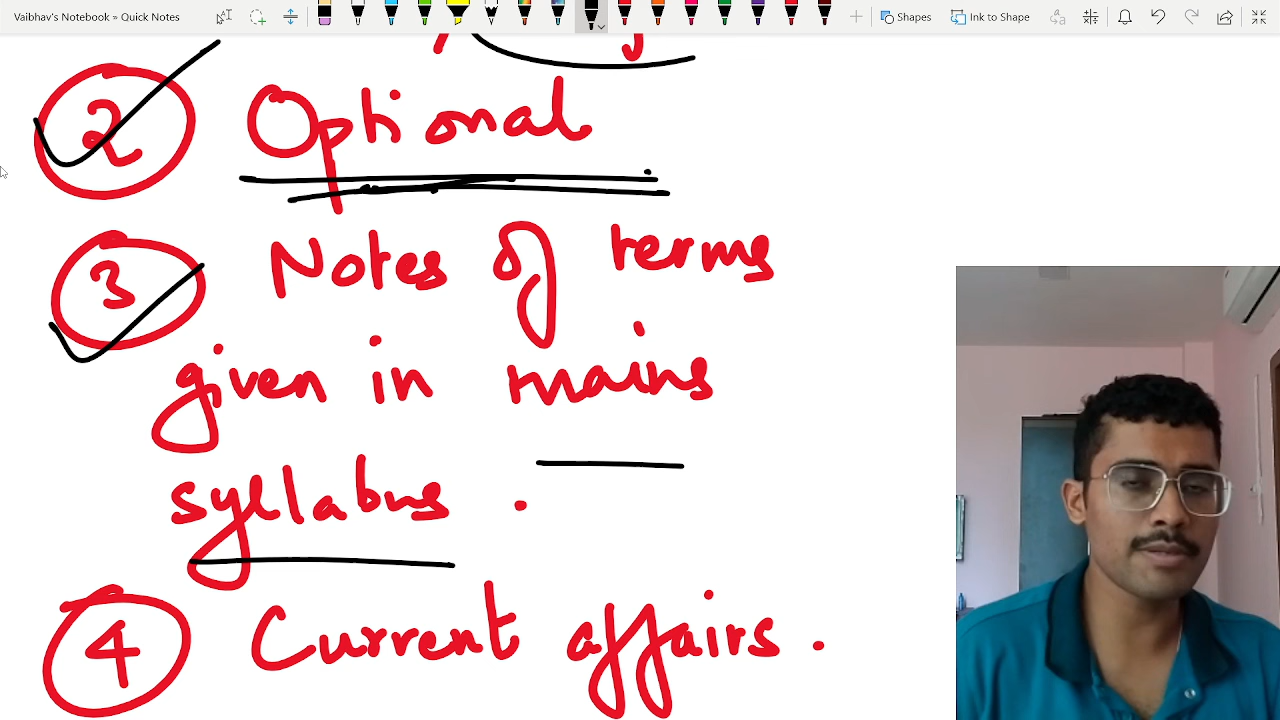 Vaibhav's Notebook » Quick Notes
Shapes
Ink to Shape
2 Optional
3 Notes of terms
given in mains
syllabus.
4 Current affairs.